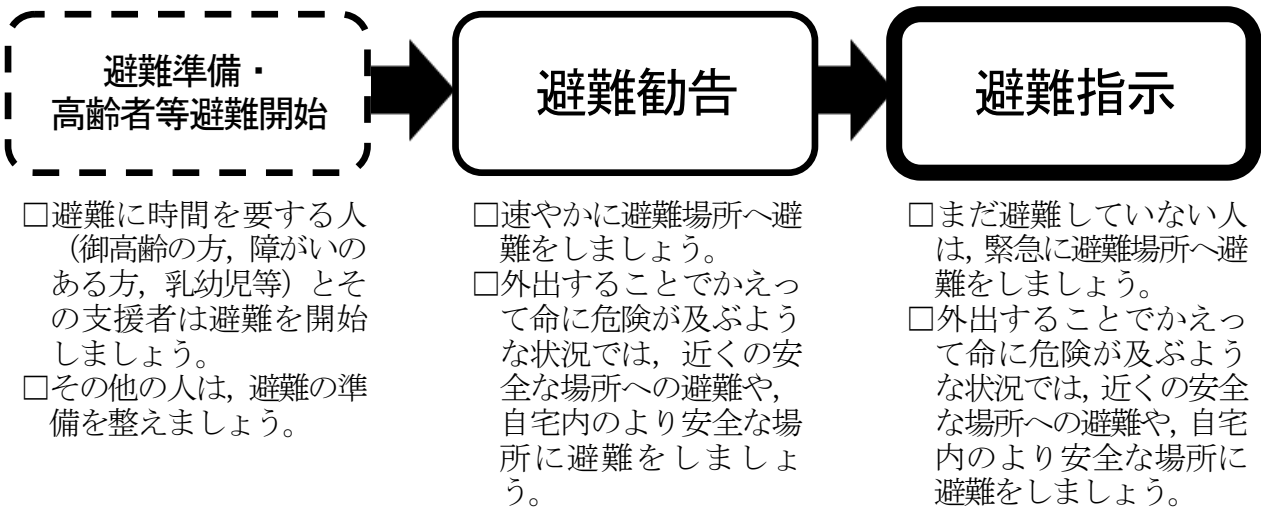 避難準備・
高齢者等避難開始
避難勧告
避難指示
□避難に時間を要する人
（御高齢の方，障がいの
ある方，乳幼児等）とそ
の支援者は避難を開始
しましょう。
□その他の人は，避難の準
備を整えましょう。
□速やかに避難場所へ避
難をしましょう。
□外出することでかえっ
て命に危険が及ぶよう
な状況では，近くの安
全な場所への避難や，
自宅内のより安全な場
所に避難をしましょ
う。
□まだ避難していない人
は，緊急に避難場所へ避
難をしましょう。
□外出することでかえっ
て命に危険が及ぶよう
な状況では，近くの安全
な場所への避難や，自宅
内のより安全な場所に
避難をしましょう。